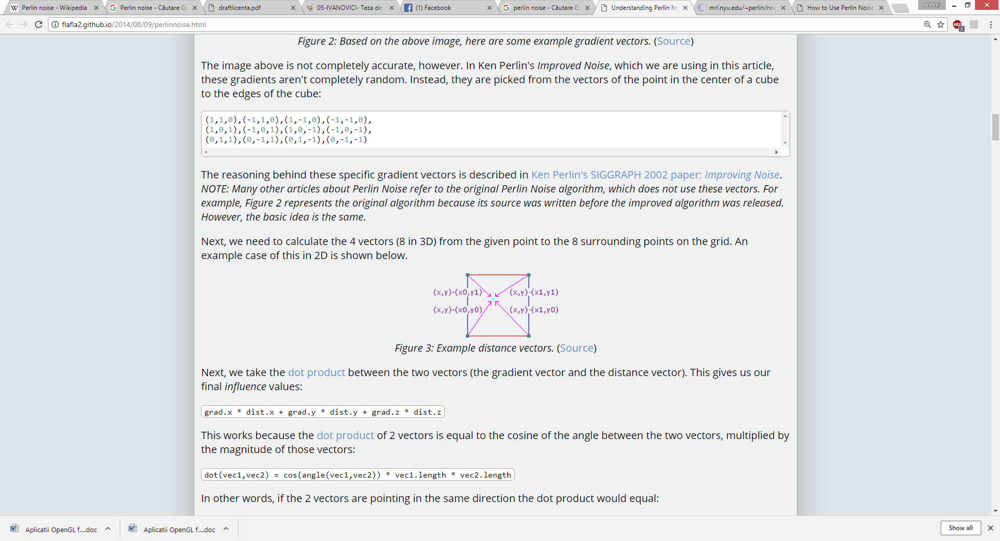 Perlin noise - Wikipedia
Perlin noise - Căutare Go
draftlicenta.pdf
05-IVANOVICI- Teza de
(1) Facebook
perlin noise - Căutare Go
Understanding Perlin No
mrl.nyu.edu/~perlin/noi
How to Use Perlin Noise
Andrei
flafla2.github.io/2014/08/09/perlinnoise.html
ABP
3
Figure 2: Based on the above image, here are some example gradient vectors. (Source)
The image above is not completely accurate, however. In Ken Perlin's Improved Noise, which we are using in this article,
these gradients aren't completely random. Instead, they are picked from the vectors of the point in the center of a cube
to the edges of the cube:
(1,1,0),(-1,1,0),(1,-1,0),(-1,-1,0),
(1,0,1),(-1,0,1),(1,0,-1),(-1,0,-1),
(0,1,1),(0,-1,1),(0,1,-1),(0,-1,-1)
The reasoning behind these specific gradient vectors is described in Ken Perlin's SIGGRAPH 2002 paper: Improving Noise.
NOTE: Many other articles about Perlin Noise refer to the original Perlin Noise algorithm, which does not use these vectors. For
example, Figure 2 represents the original algorithm because its source was written before the improved algorithm was released.
However, the basic idea is the same.
Next, we need to calculate the 4 vectors (8 in 3D) from the given point to the 8 surrounding points on the grid. An
example case of this in 2D is shown below.
(x,y)-(x0,y1) (x,y)-(x1,y1)
(x,y)-(x0,y0) (x,y)-(x1,y0)
Figure 3: Example distance vectors. (Source)
Next, we take the dot product between the two vectors (the gradient vector and the distance vector). This gives us our
final influence values:
grad.x * dist.x + grad.y * dist.y + grad.z * dist.z
This works because the dot product of 2 vectors is equal to the cosine of the angle between the two vectors, multiplied by
the magnitude of those vectors:
dot(vec1,vec2) = cos(angle(vec1,vec2)) * vec1.length * vec2.length
In other words, if the 2 vectors are pointing in the same direction the dot product would equal:
Aplicatii OpenGL f....doc
Aplicatii OpenGL f....doc
Show all